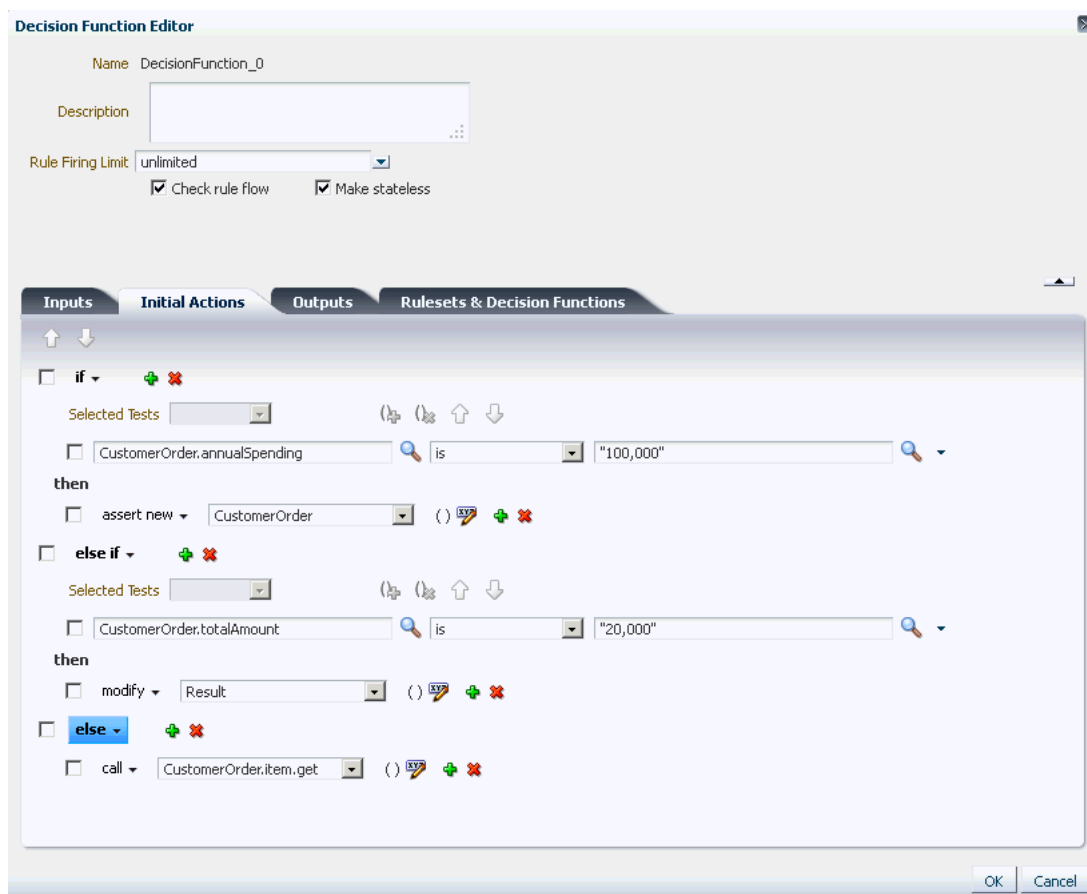 Decision Function Editor
Name DecisionFunction_0
Description
Rule Firing Limit unlimited
Check rule flow Make stateless
Inputs Initial Actions Outputs Rulesets & Decision Functions
if
Selected Tests
CustomerOrder.annualSpending is "100,000"
then
assert new CustomerOrder ()
else if
Selected Tests
CustomerOrder.totalAmount is "20,000"
then
modify Result ()
else
call CustomerOrder.item.get ()
OK Cancel